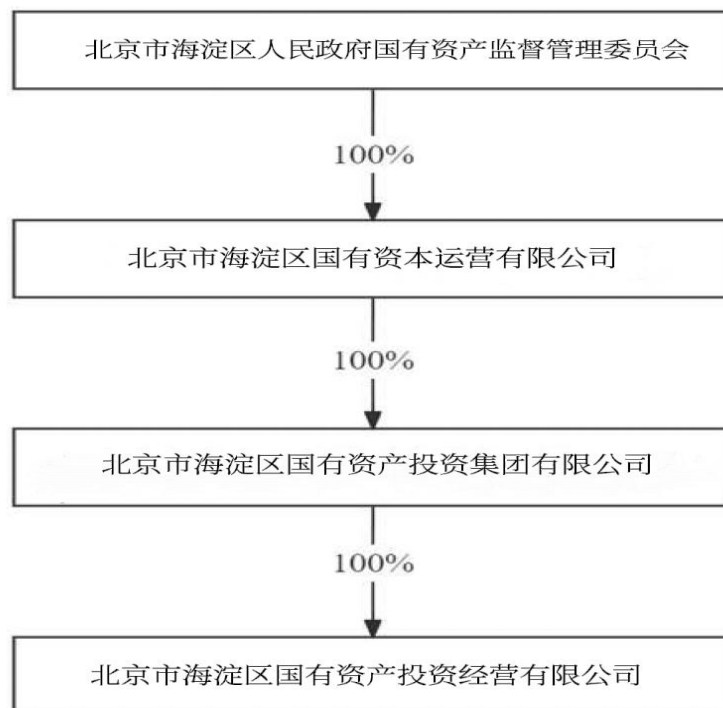 北京市海淀区人民政府国有资产监督管理委员会
100%
北京市海淀区国有资本运营有限公司
100%
北京市海淀区国有资产投资集团有限公司
100%
北京市海淀区国有资产投资经营有限公司